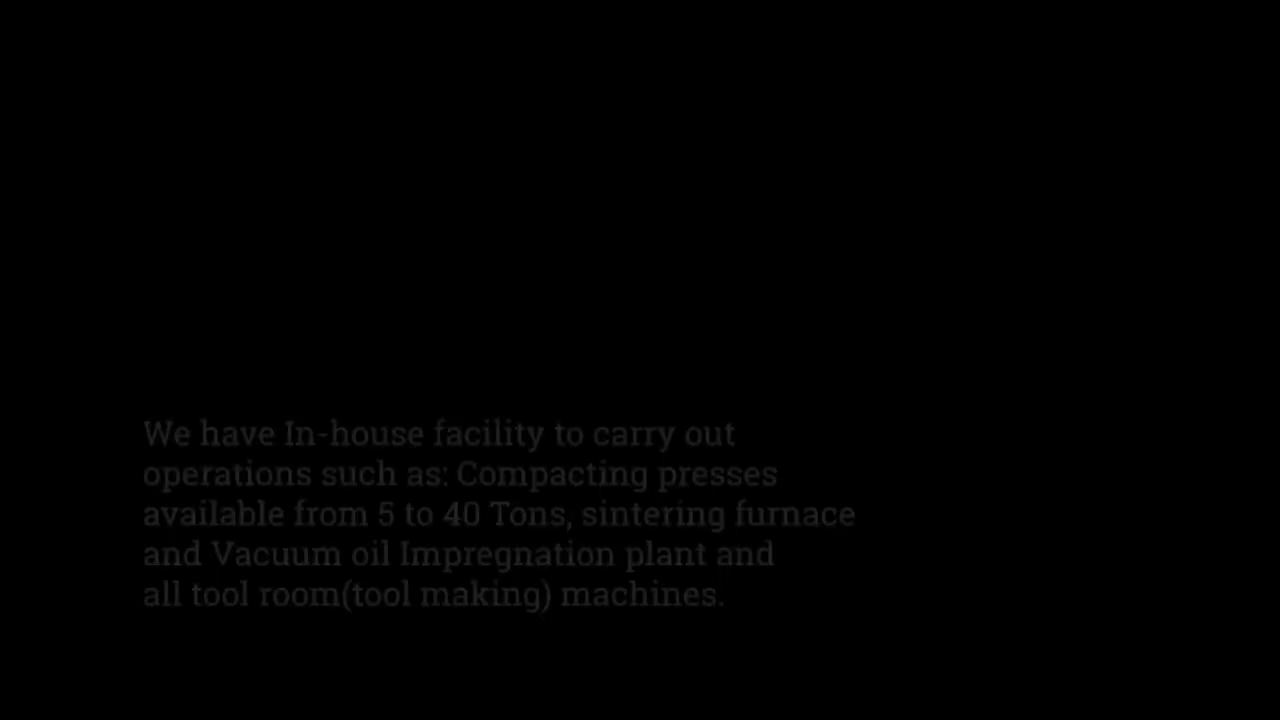 We have In-house facility to carry out
operations such as: Compacting presses
available from 5 to 40 Tons, sintering furnace
and Vacuum oil Impregnation plant and
all tool room(tool making) machines.